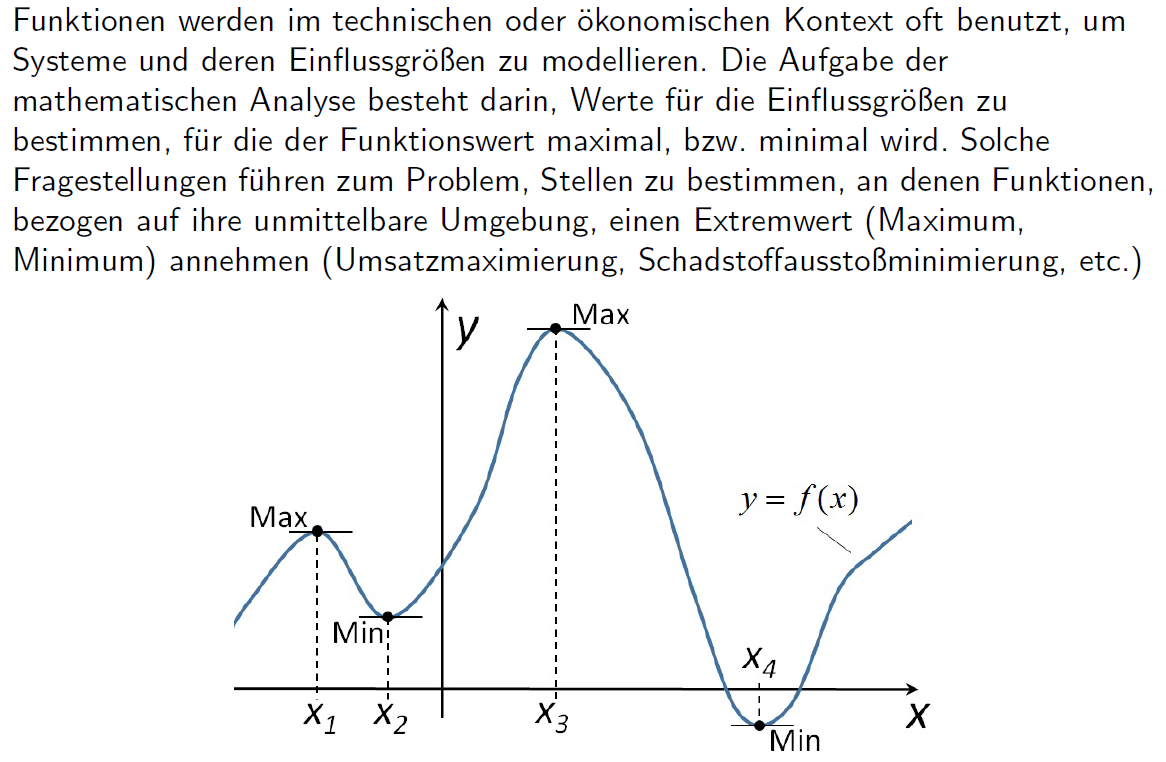 Funktionen werden im technischen oder ökonomischen Kontext oft benutzt, um
Systeme und deren Einflussgrößen zu modellieren. Die Aufgabe der
mathematischen Analyse besteht darin, Werte für die Einflussgrößen zu
bestimmen, für die der Funktionswert maximal, bzw. minimal wird. Solche
Fragestellungen führen zum Problem, Stellen zu bestimmen, an denen Funktionen,
bezogen auf ihre unmittelbare Umgebung, einen Extremwert (Maximum,
Minimum) annehmen (Umsatzmaximierung, Schadstoffausstoßminimierung, etc.)
y
Max
y = f(x)
Max
Min
x₄
x₁
x₂
x₃
x
Min